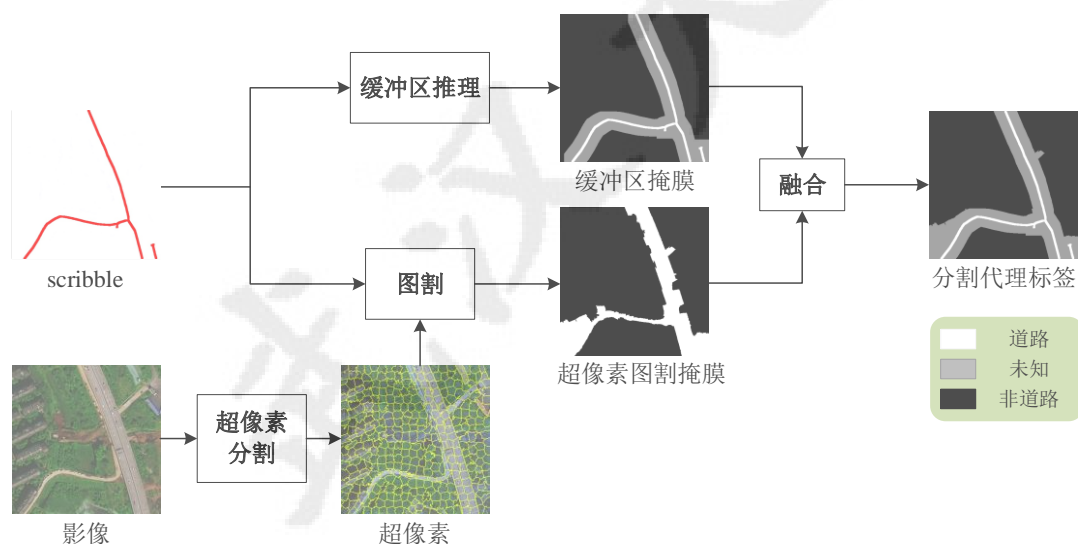 缓冲区推理
缓冲区掩膜
融合
scribble
图割
分割代理标签
超像素图割掩膜
道路
未知
非道路
超像素
分割
影像
超像素